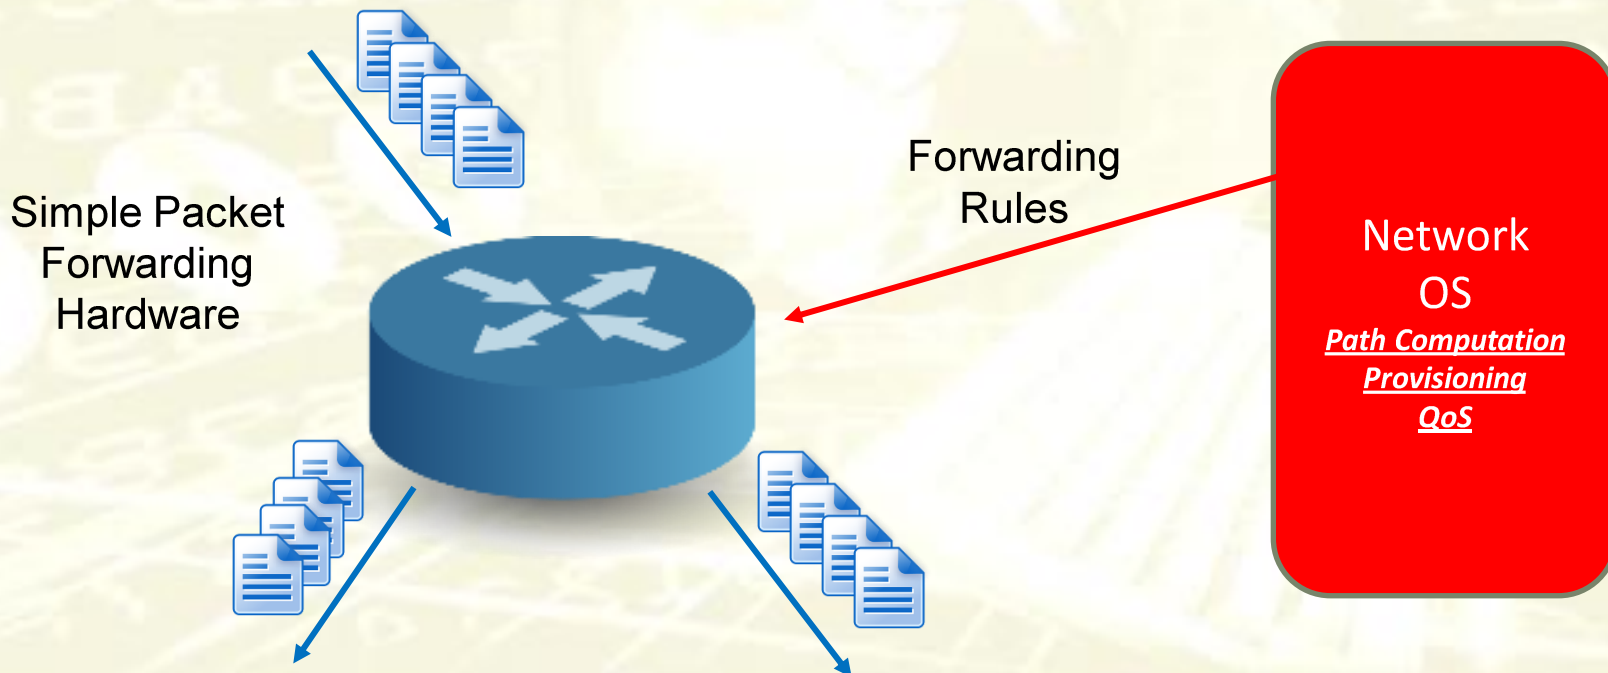 Simple Packet
Forwarding
Hardware
Forwarding
Rules
Network
OS
Path Computation
Provisioning
QoS